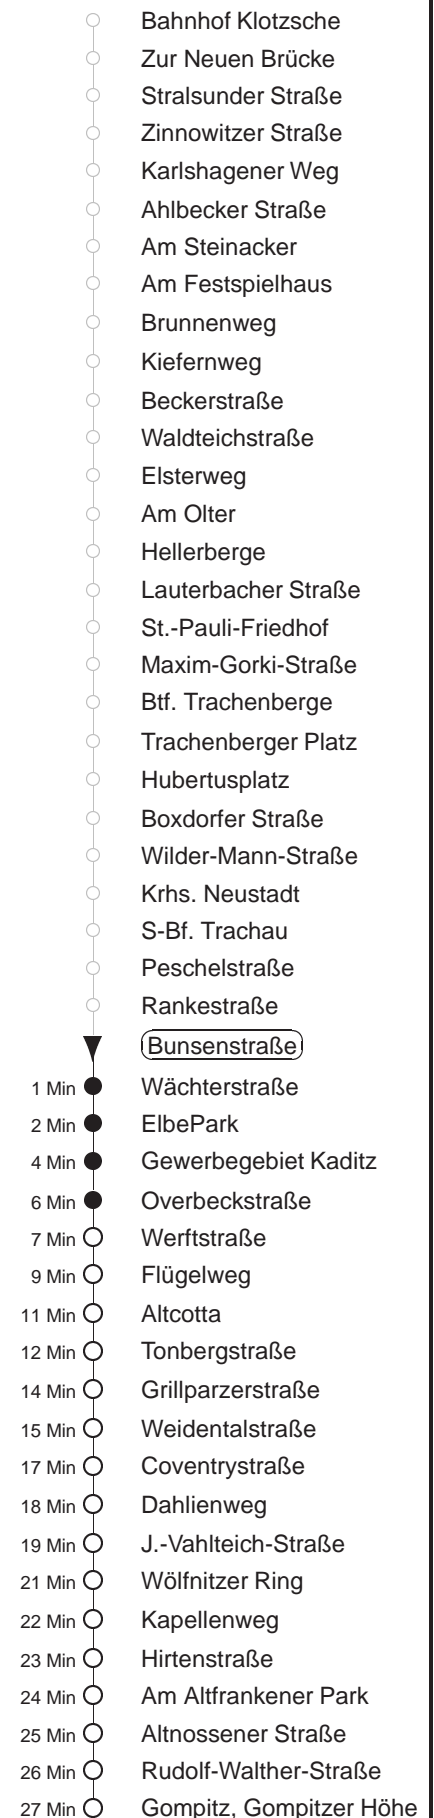 Bahnhof Klotzsche
Zur Neuen Brücke
Stralsunder Straße
Zinnowitzer Straße
Karlshagener Weg
Ahlbecker Straße
Am Steinacker
Am Festspielhaus
Brunnenweg
Kiefernweg
Beckerstraße
Waldteichstraße
Elsterweg
Am Olter
Hellerberge
Lauterbacher Straße
St.-Pauli-Friedhof
Maxim-Gorki-Straße
Btf. Trachenberge
Trachenberger Platz
Hubertusplatz
Boxdorfer Straße
Wilder-Mann-Straße
Krhs. Neustadt
S-Bf. Trachau
Peschelstraße
Rankestraße
Bunsenstraße
1 Min Wächterstraße
2 Min ElbePark
4 Min Gewerbegebiet Kaditz
6 Min Overbeckstraße
7 Min Werftstraße
9 Min Flügelweg
11 Min Altcotta
12 Min Tonbergstraße
14 Min Grillparzerstraße
15 Min Weidentalstraße
17 Min Coventrystraße
18 Min Dahlienweg
19 Min J.-Vahlteich-Straße
21 Min Wölfnitzer Ring
22 Min Kapellenweg
23 Min Hirtenstraße
24 Min Am Altfrankener Park
25 Min Altnossener Straße
26 Min Rudolf-Walther-Straße
27 Min Gompitz, Gompitzer Höhe